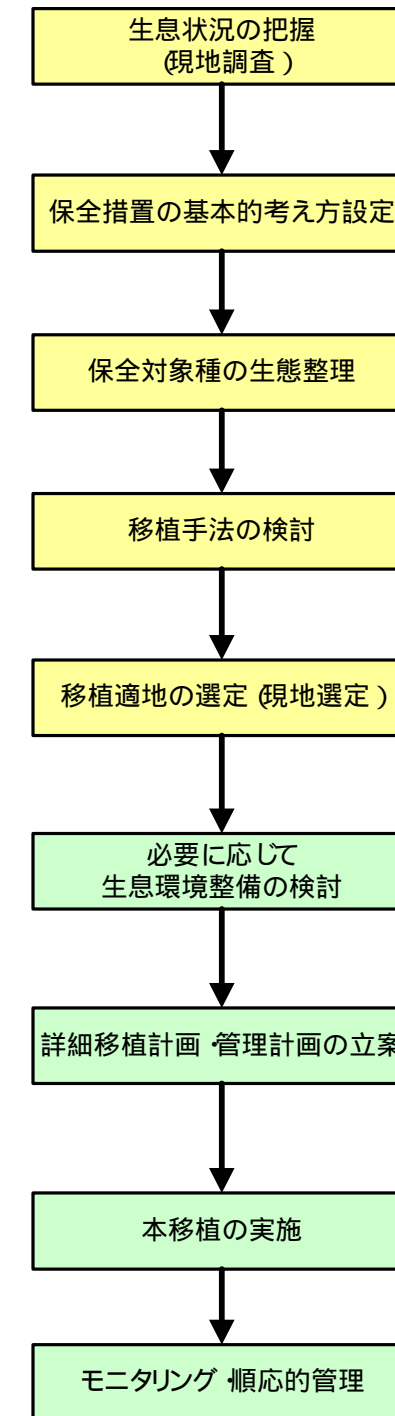 生息状況の把握
（現地調査）
保全措置の基本的考え方設定
保全対象種の生態整理
移植手法の検討
移植適地の選定（現地選定）
必要に応じて
生息環境整備の検討
詳細移植計画・管理計画の立案
本移植の実施
モニタリング・順応的管理